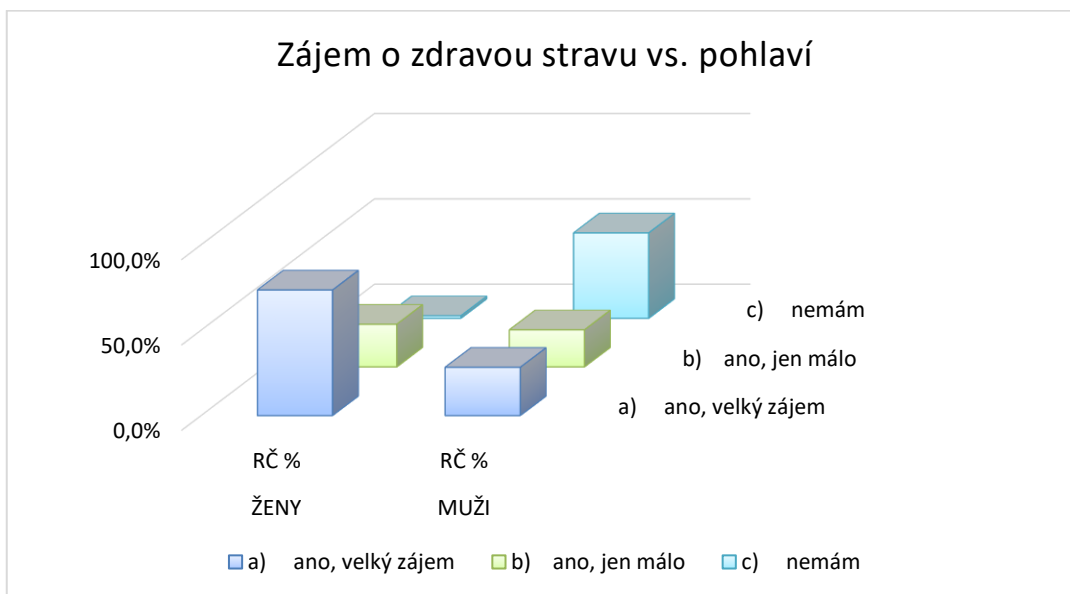 Zájem o zdravou stravu vs. pohlaví
100,0%
50,0%
0,0%
c) nemám
b) ano, jen málo
a) ano, velký zájem
RČ % RČ %
ŽENY MUŽI
a) ano, velký zájem b) ano, jen málo c) nemám